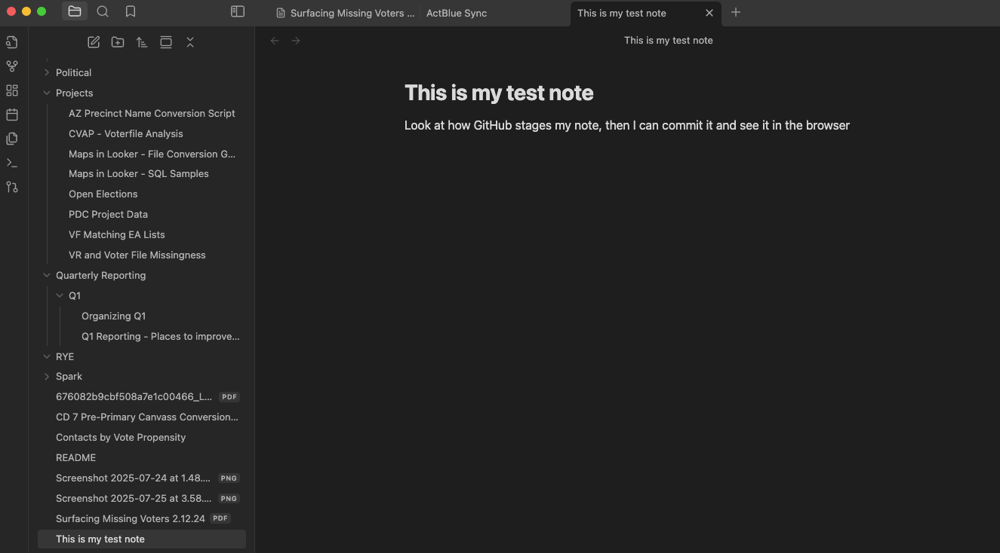 Surfacing Missing Voters ...
ActBlue Sync
This is my test note
This is my test note
Political
Projects
AZ Precinct Name Conversion Script
CVAP - Voterfile Analysis
Maps in Looker - File Conversion G...
Maps in Looker - SQL Samples
Open Elections
PDC Project Data
VF Matching EA Lists
VR and Voter File Missingness
Quarterly Reporting
Q1
Organizing Q1
Q1 Reporting - Places to improve...
RYE
Spark
676082b9cbf508a7e1c00466_L... PDF
CD 7 Pre-Primary Canvass Conversion...
Contacts by Vote Propensity
README
Screenshot 2025-07-24 at 1.48.... PNG
Screenshot 2025-07-25 at 3.58.... PNG
Surfacing Missing Voters 2.12.24 PDF
This is my test note
This is my test note
Look at how GitHub stages my note, then I can commit it and see it in the browser